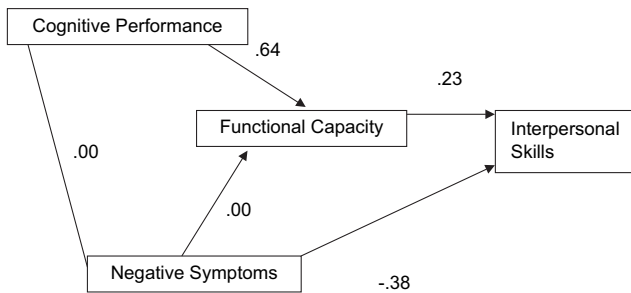 Cognitive Performance
.64
.23
Functional Capacity
Interpersonal
Skills
.00
.00
Negative Symptoms
-.38